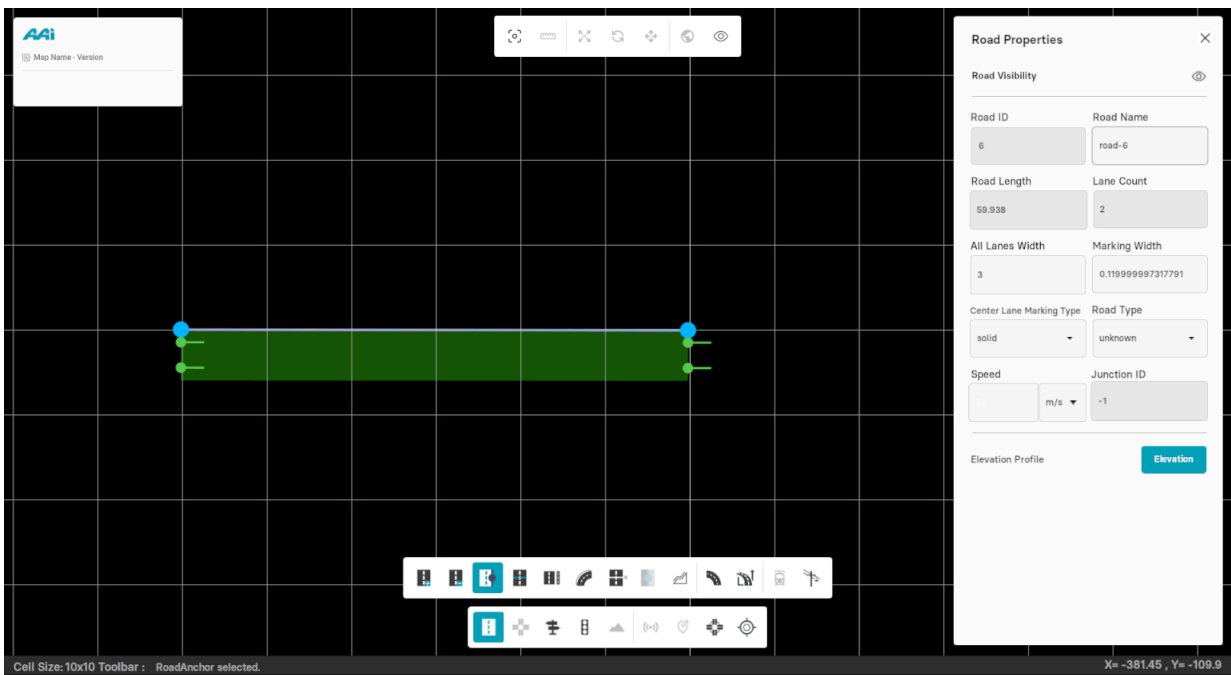 AAi
Map Name - Version
Road Properties
Road Visibility
Road ID
Road Name
6
road-6
Road Length
Lane Count
59.938
2
All Lanes Width
Marking Width
3
0.119999997317791
Center Lane Marking Type
Road Type
solid
unknown
Speed
Junction ID
m/s
-1
Elevation Profile
Elevation
Cell Size: 10x10 Toolbar : RoadAnchor selected.
X= -381.45 , Y= -109.9